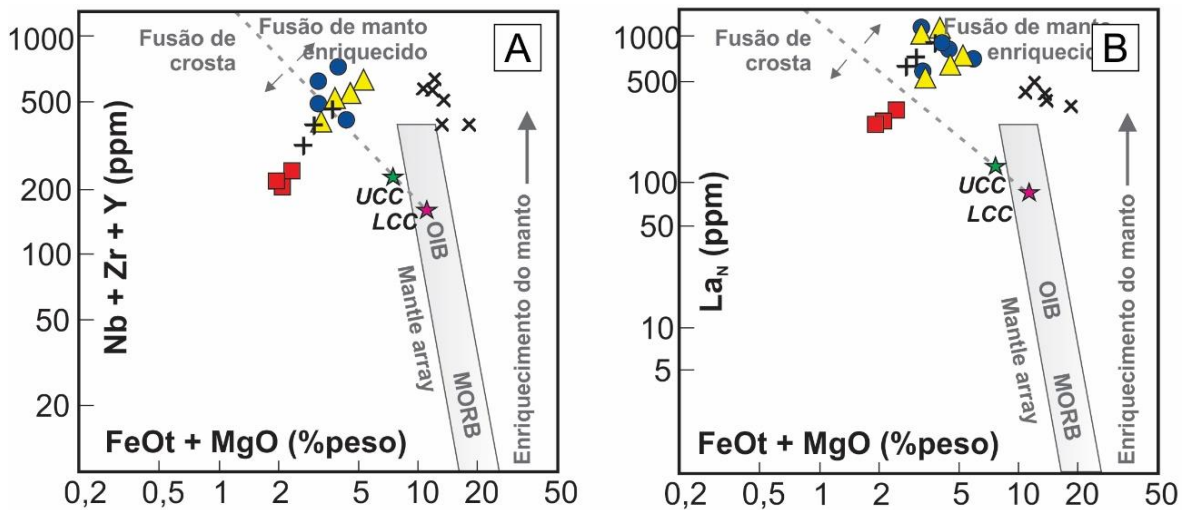 Fusão de crosta
Fusão de manto enriquecido
A
1000
500
200
100
50
20
Nb + Zr + Y (ppm)
UCC
LCC
OIB
MORB
Mantle array
Enriquecimento do manto
FeOt + MgO (%peso)
0,2
0,5
1
2
5
10
20
50
Fusão de crosta
Fusão de manto enriquecido
B
1000
500
100
50
10
5
LaN (ppm)
UCC
LCC
OIB
MORB
Mantle array
Enriquecimento do manto
FeOt + MgO (%peso)
0,2
0,5
1
2
5
10
20
50